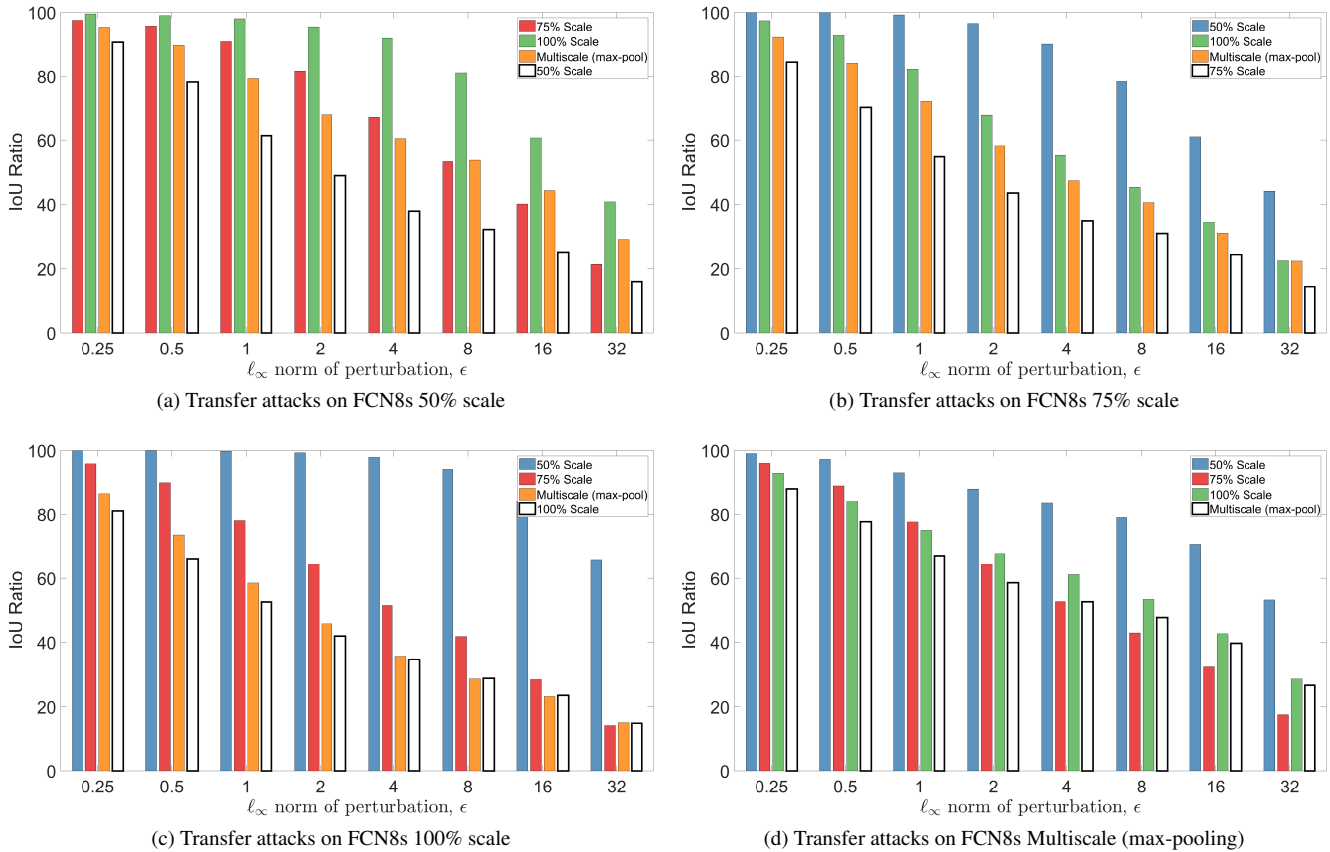 100
80
60
40
20
0
IoU Ratio
75% Scale
100% Scale
Multiscale (max-pool)
50% Scale
0.25 0.5 1 2 4 8 16 32
ℓ∞ norm of perturbation, ϵ
(a) Transfer attacks on FCN8s 50% scale
100
80
60
40
20
0
IoU Ratio
50% Scale
100% Scale
Multiscale (max-pool)
75% Scale
0.25 0.5 1 2 4 8 16 32
ℓ∞ norm of perturbation, ϵ
(b) Transfer attacks on FCN8s 75% scale
100
80
60
40
20
0
IoU Ratio
50% Scale
75% Scale
Multiscale (max-pool)
100% Scale
0.25 0.5 1 2 4 8 16 32
ℓ∞ norm of perturbation, ϵ
(c) Transfer attacks on FCN8s 100% scale
100
80
60
40
20
0
IoU Ratio
50% Scale
75% Scale
100% Scale
Multiscale (max-pool)
0.25 0.5 1 2 4 8 16 32
ℓ∞ norm of perturbation, ϵ
(d) Transfer attacks on FCN8s Multiscale (max-pooling)